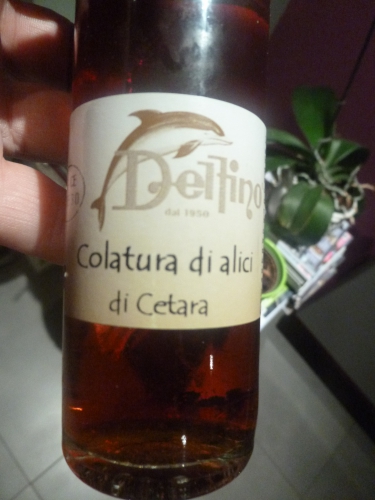 Delfino
dal 1950
Colatura di alici
di Cetara